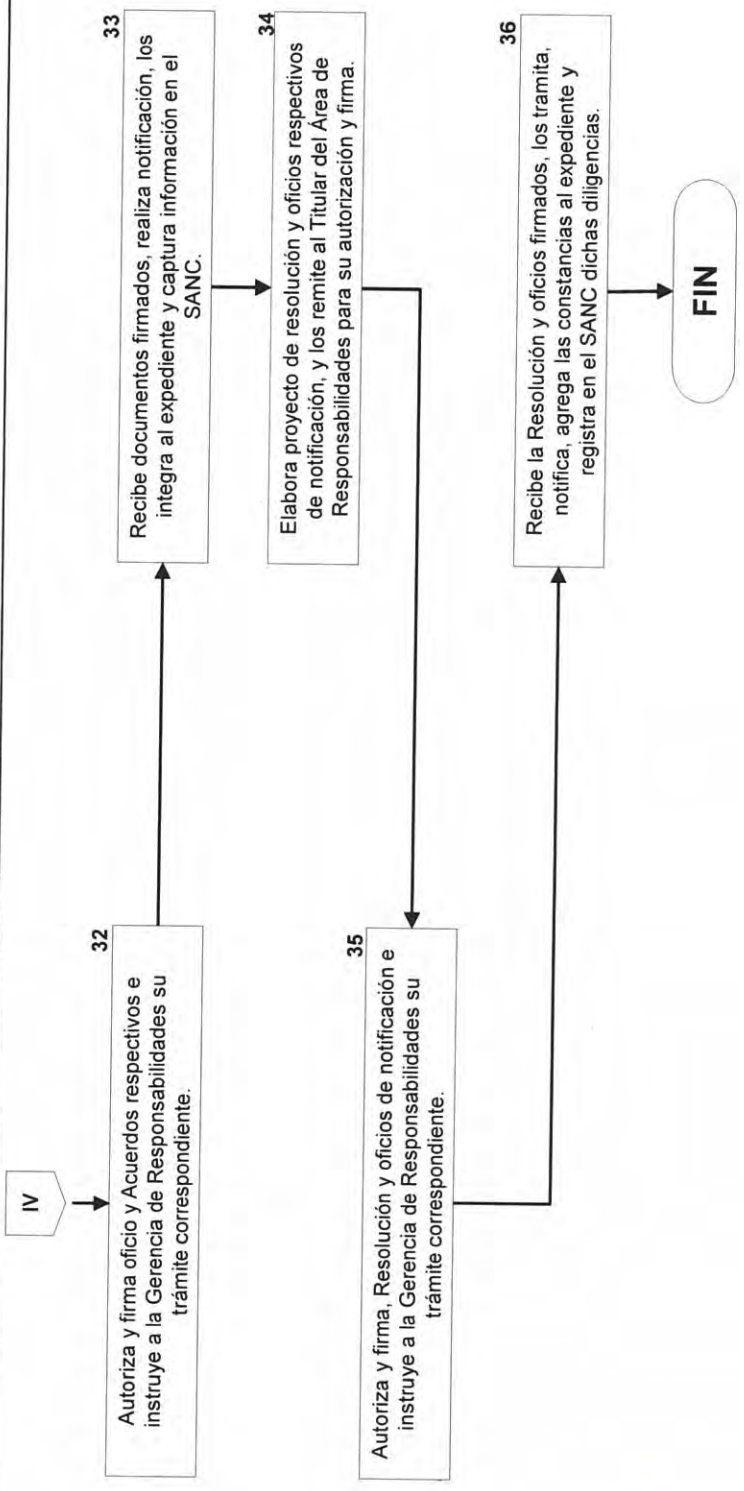 IV
32
Autoriza y firma oficio y Acuerdos respectivos e
instruye a la Gerencia de Responsabilidades su
trámite correspondiente.
33
Recibe documentos firmados, realiza notificación, los
integra al expediente y captura información en el
SANC.
34
Elabora proyecto de resolución y oficios respectivos
de notificación, y los remite al Titular del Área de
Responsabilidades para su autorización y firma.
35
Autoriza y firma, Resolución y oficios de notificación e
instruye a la Gerencia de Responsabilidades su
trámite correspondiente.
36
Recibe la Resolución y oficios firmados, los tramita,
notifica, agrega las constancias al expediente y
registra en el SANC dichas diligencias.
FIN